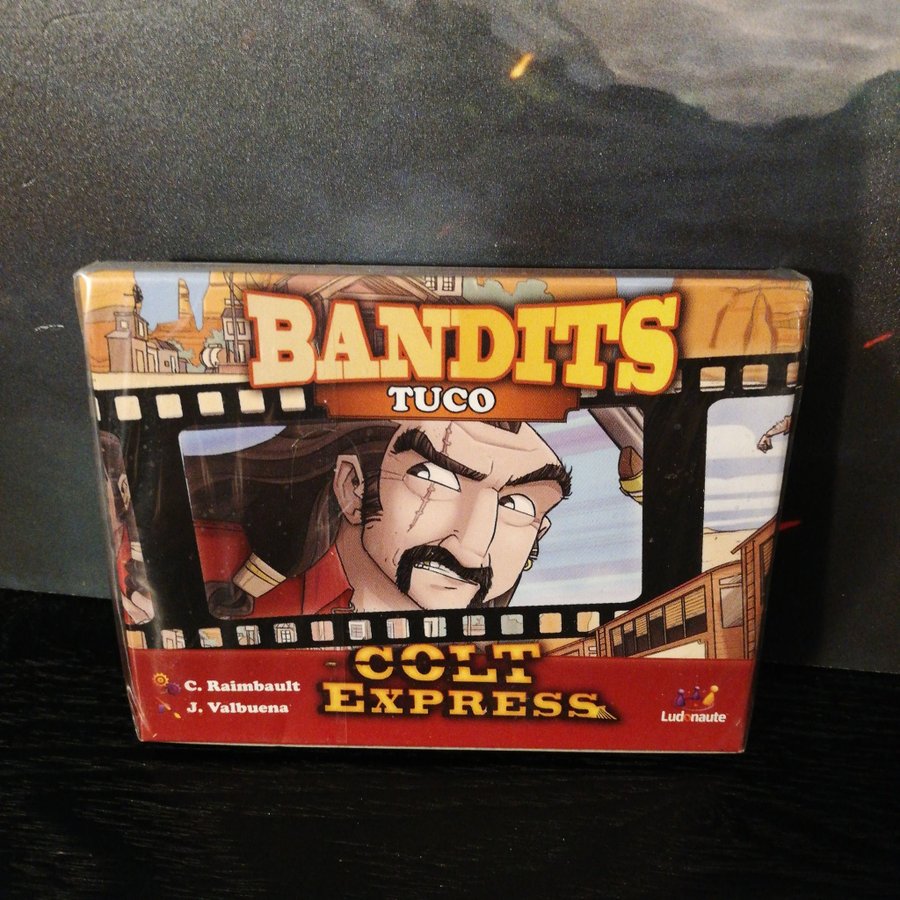 BANDITS
TUCO
COLT
EXPRESS
C. Raimbault
J. Valbuena
Ludonaute